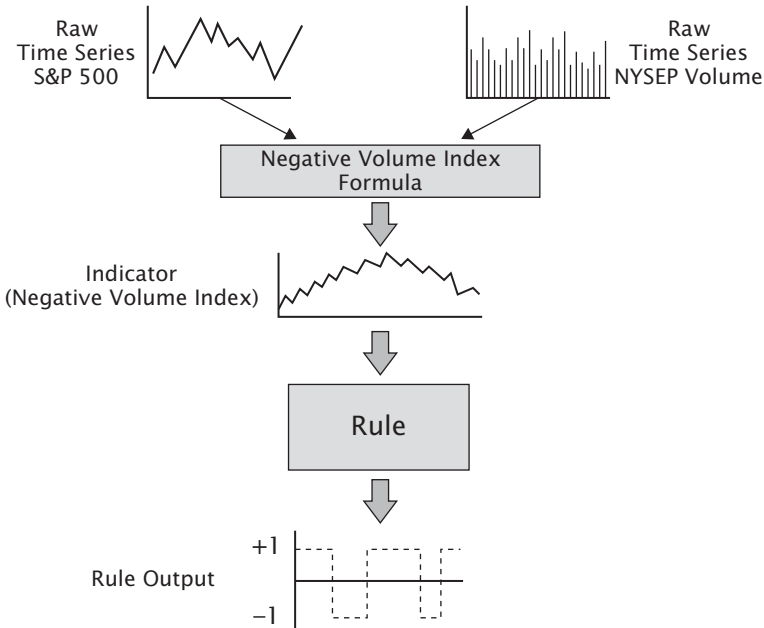 Raw
Time Series
S&P 500
Raw
Time Series
NYSEP Volume
Negative Volume Index
Formula
Indicator
(Negative Volume Index)
Rule
+1
Rule Output
−1